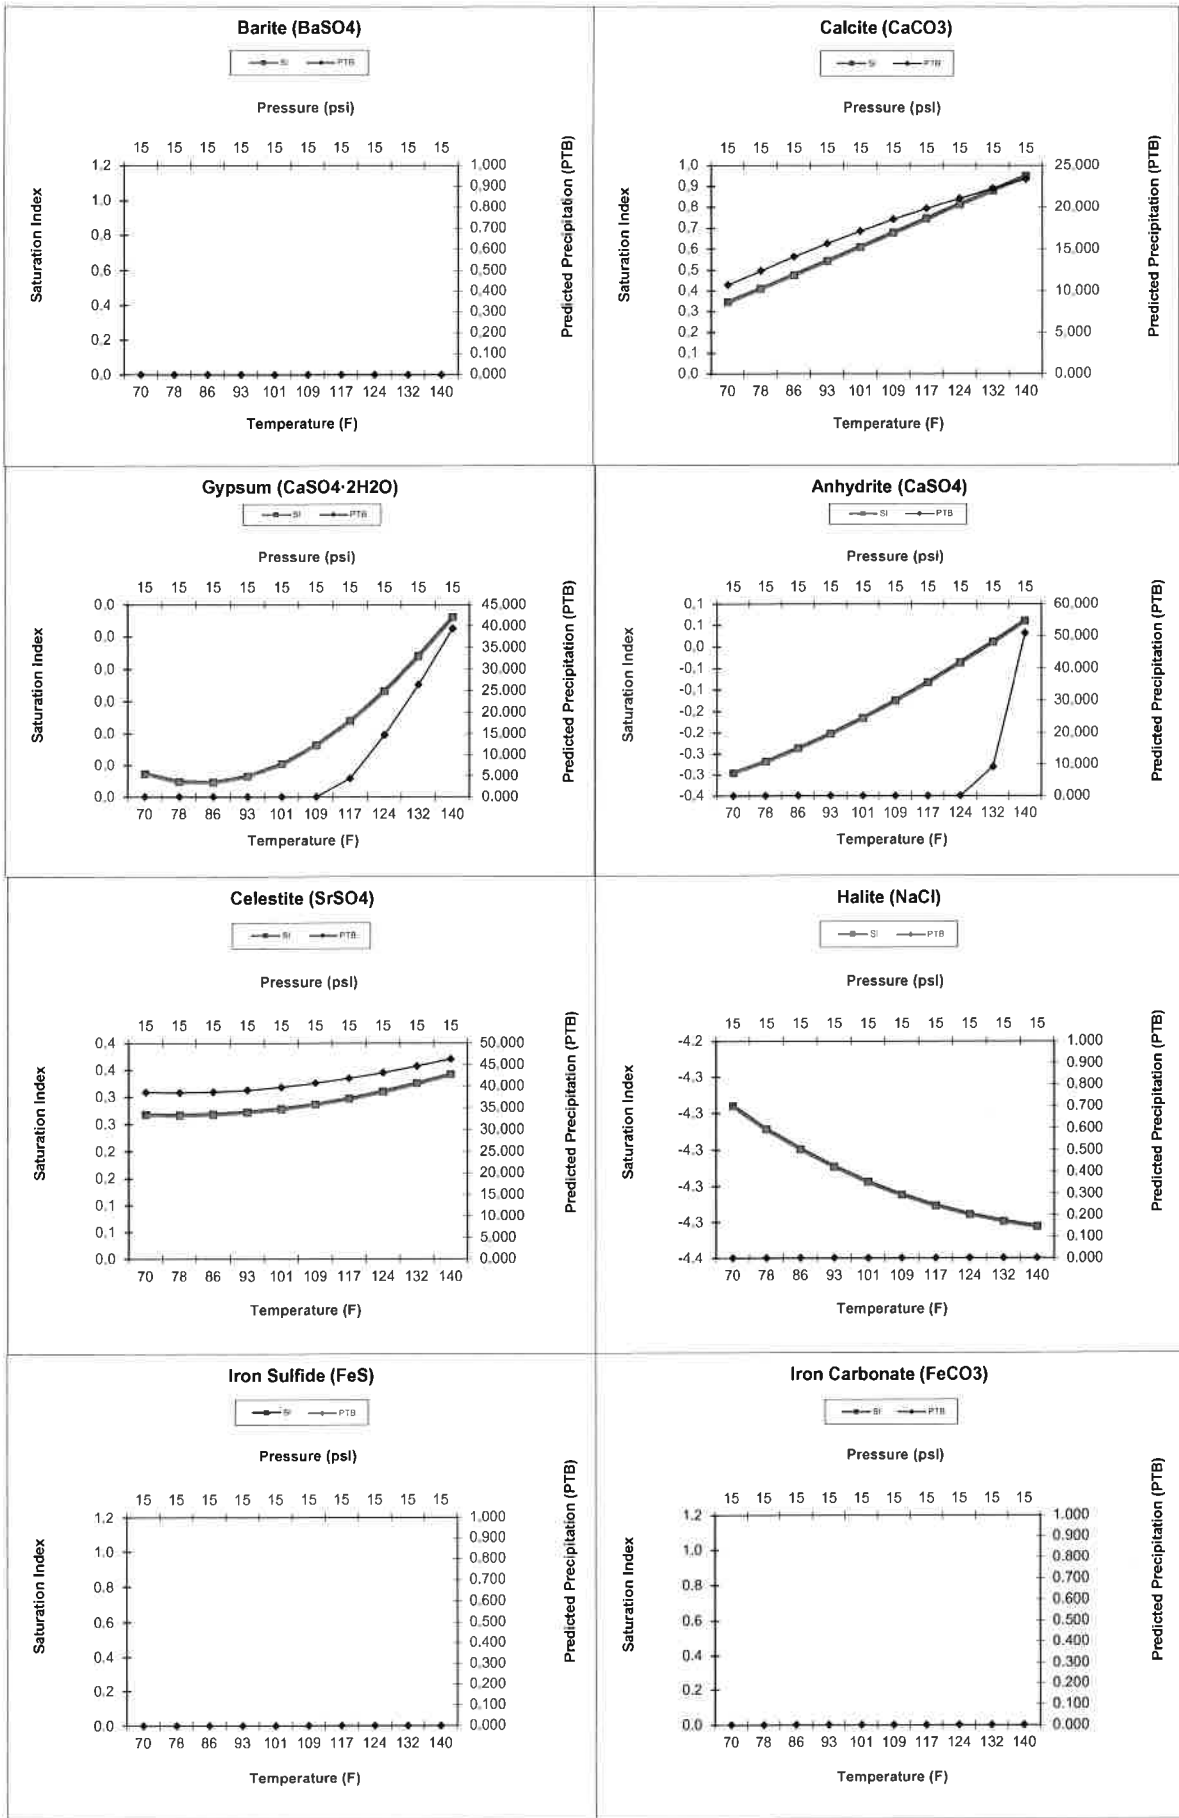 Barite (BaSO4)
SI PTB
Pressure (psi)
15 15 15 15 15 15 15 15 15 15
Saturation Index
Predicted Precipitation (PTB)
1.2
1.0
0.8
0.6
0.4
0.2
0.0
1.000
0.900
0.800
0.700
0.600
0.500
0.400
0.300
0.200
0.100
0.000
70 78 86 93 101 109 117 124 132 140
Temperature (F)
Calcite (CaCO3)
SI PTB
Pressure (psi)
15 15 15 15 15 15 15 15 15 15
Saturation Index
Predicted Precipitation (PTB)
1.0
0.9
0.8
0.7
0.6
0.5
0.4
0.3
0.2
0.1
0.0
25.000
20.000
15.000
10.000
5.000
0.000
70 78 86 93 101 109 117 124 132 140
Temperature (F)
Gypsum (CaSO4·2H2O)
SI PTB
Pressure (psi)
15 15 15 15 15 15 15 15 15 15
Saturation Index
Predicted Precipitation (PTB)
0.0
0.0
0.0
0.0
0.0
0.0
0.0
45.000
40.000
35.000
30.000
25.000
20.000
15.000
10.000
5.000
0.000
70 78 86 93 101 109 117 124 132 140
Temperature (F)
Anhydrite (CaSO4)
SI PTB
Pressure (psi)
15 15 15 15 15 15 15 15 15 15
Saturation Index
Predicted Precipitation (PTB)
0.1
0.1
0.0
-0.1
-0.1
-0.2
-0.2
-0.3
-0.3
-0.4
60.000
50.000
40.000
30.000
20.000
10.000
0.000
70 78 86 93 101 109 117 124 132 140
Temperature (F)
Celestite (SrSO4)
SI PTB
Pressure (psi)
15 15 15 15 15 15 15 15 15 15
Saturation Index
Predicted Precipitation (PTB)
0.4
0.4
0.3
0.3
0.2
0.2
0.1
0.1
0.0
50.000
45.000
40.000
35.000
30.000
25.000
20.000
15.000
10.000
5.000
0.000
70 78 86 93 101 109 117 124 132 140
Temperature (F)
Halite (NaCl)
SI PTB
Pressure (psi)
15 15 15 15 15 15 15 15 15 15
Saturation Index
Predicted Precipitation (PTB)
-4.2
-4.3
-4.3
-4.3
-4.3
-4.3
-4.4
1.000
0.900
0.800
0.700
0.600
0.500
0.400
0.300
0.200
0.100
0.000
70 78 86 93 101 109 117 124 132 140
Temperature (F)
Iron Sulfide (FeS)
SI PTB
Pressure (psi)
15 15 15 15 15 15 15 15 15 15
Saturation Index
Predicted Precipitation (PTB)
1.2
1.0
0.8
0.6
0.4
0.2
0.0
1.000
0.900
0.800
0.700
0.600
0.500
0.400
0.300
0.200
0.100
0.000
70 78 86 93 101 109 117 124 132 140
Temperature (F)
Iron Carbonate (FeCO3)
SI PTB
Pressure (psi)
15 15 15 15 15 15 15 15 15 15
Saturation Index
Predicted Precipitation (PTB)
1.2
1.0
0.8
0.6
0.4
0.2
0.0
1.000
0.900
0.800
0.700
0.600
0.500
0.400
0.300
0.200
0.100
0.000
70 78 86 93 101 109 117 124 132 140
Temperature (F)